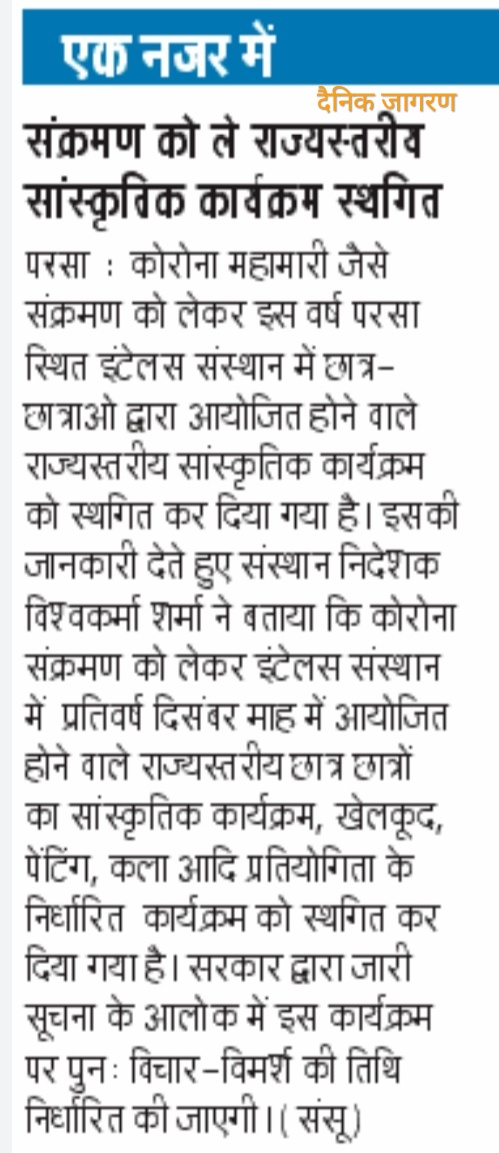 एक नजर में
दैनिक जागरण
संक्रमण को ले राज्यस्तरीय
सांस्कृतिक कार्यक्रम स्थगित
परसा : कोरोना महामारी जैसे
संक्रमण को लेकर इस वर्ष परसा
स्थित इंटेलस संस्थान में छात्र-
छात्राओ द्वारा आयोजित होने वाले
राज्यस्तरीय सांस्कृतिक कार्यक्रम
को स्थगित कर दिया गया है। इसकी
जानकारी देते हुए संस्थान निदेशक
विश्वकर्मा शर्मा ने बताया कि कोरोना
संक्रमण को लेकर इंटेलस संस्थान
में प्रतिवर्ष दिसंबर माह में आयोजित
होने वाले राज्यस्तरीय छात्र छात्रों
का सांस्कृतिक कार्यक्रम, खेलकूद,
पेंटिंग, कला आदि प्रतियोगिता के
निर्धारित कार्यक्रम को स्थगित कर
दिया गया है। सरकार द्वारा जारी
सूचना के आलोक में इस कार्यक्रम
पर पुनः विचार-विमर्श की तिथि
निर्धारित की जाएगी। ( संसू )